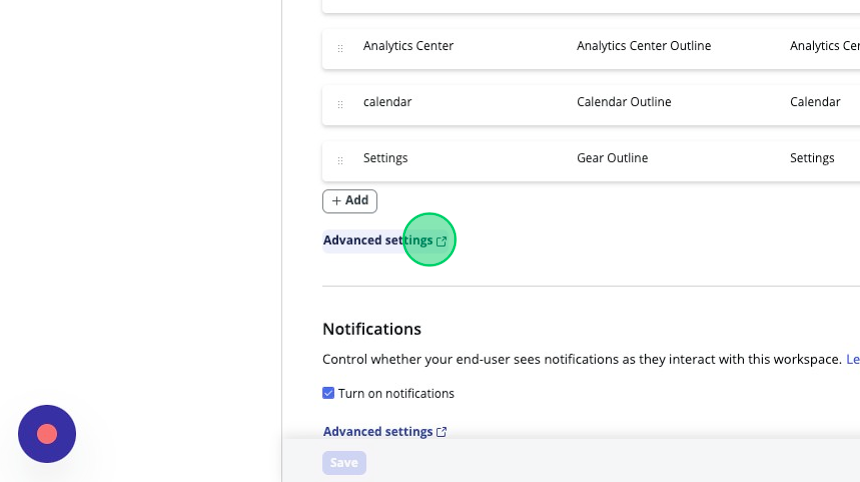 Analytics Center Analytics Center Outline Analytics Cer
calendar Calendar Outline Calendar
Settings Gear Outline Settings
+ Add
Advanced settings
Notifications
Control whether your end-user sees notifications as they interact with this workspace. Le
Turn on notifications
Advanced settings
Save